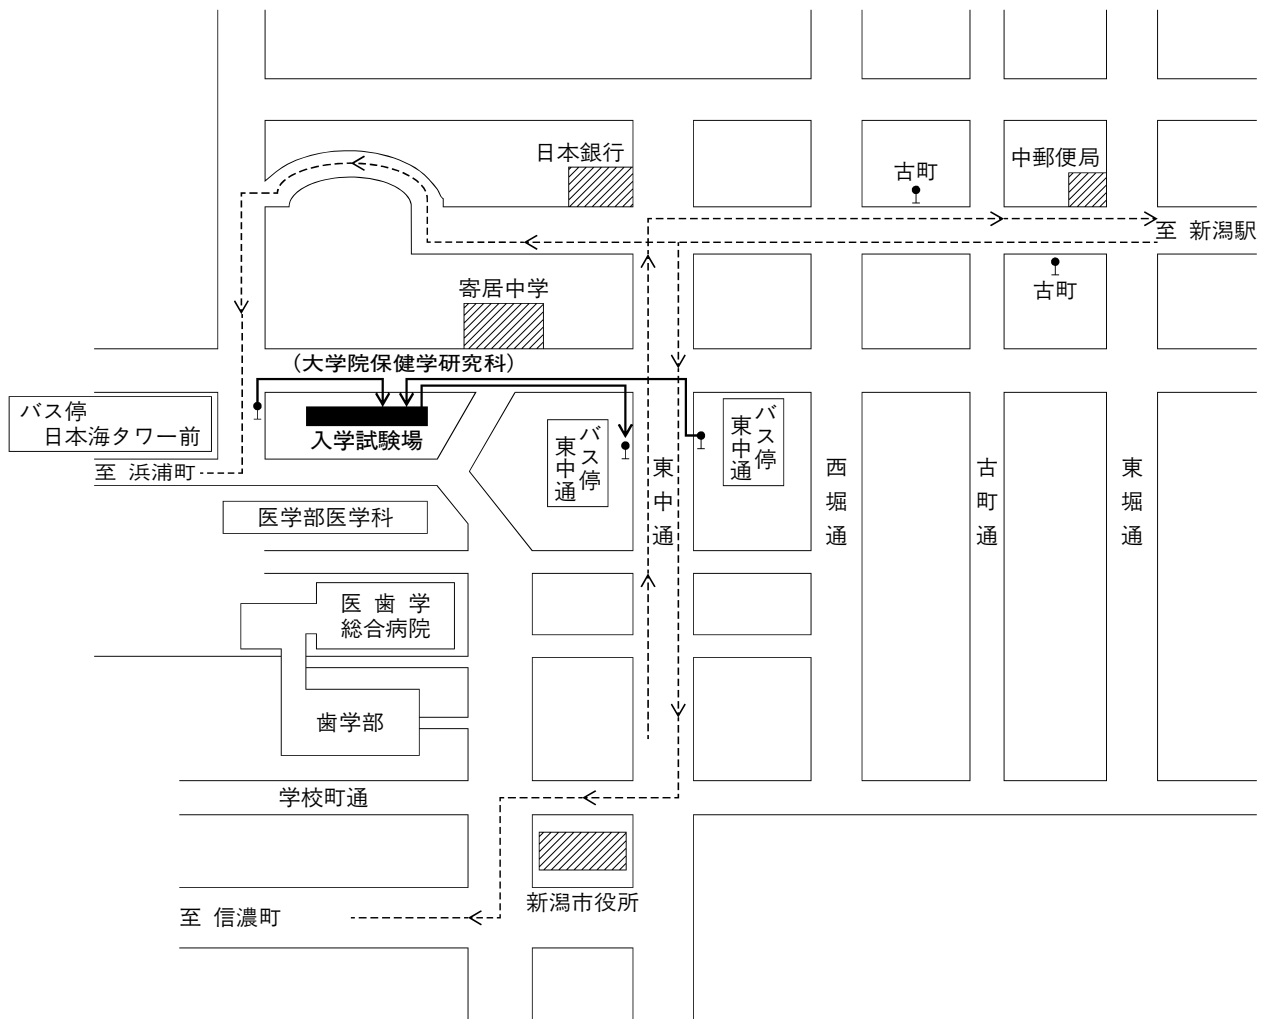 日本銀行
古町
中郵便局
至 新潟駅
古町
寄居中学
(大学院保健学研究科)
バス停
日本海タワー前
入学試験場
バス停
東中通
東中通
バス停
東中通
西堀通
古町通
東堀通
至 浜浦町
医学部医学科
医 歯 学
総合病院
歯学部
学校町通
新潟市役所
至 信濃町